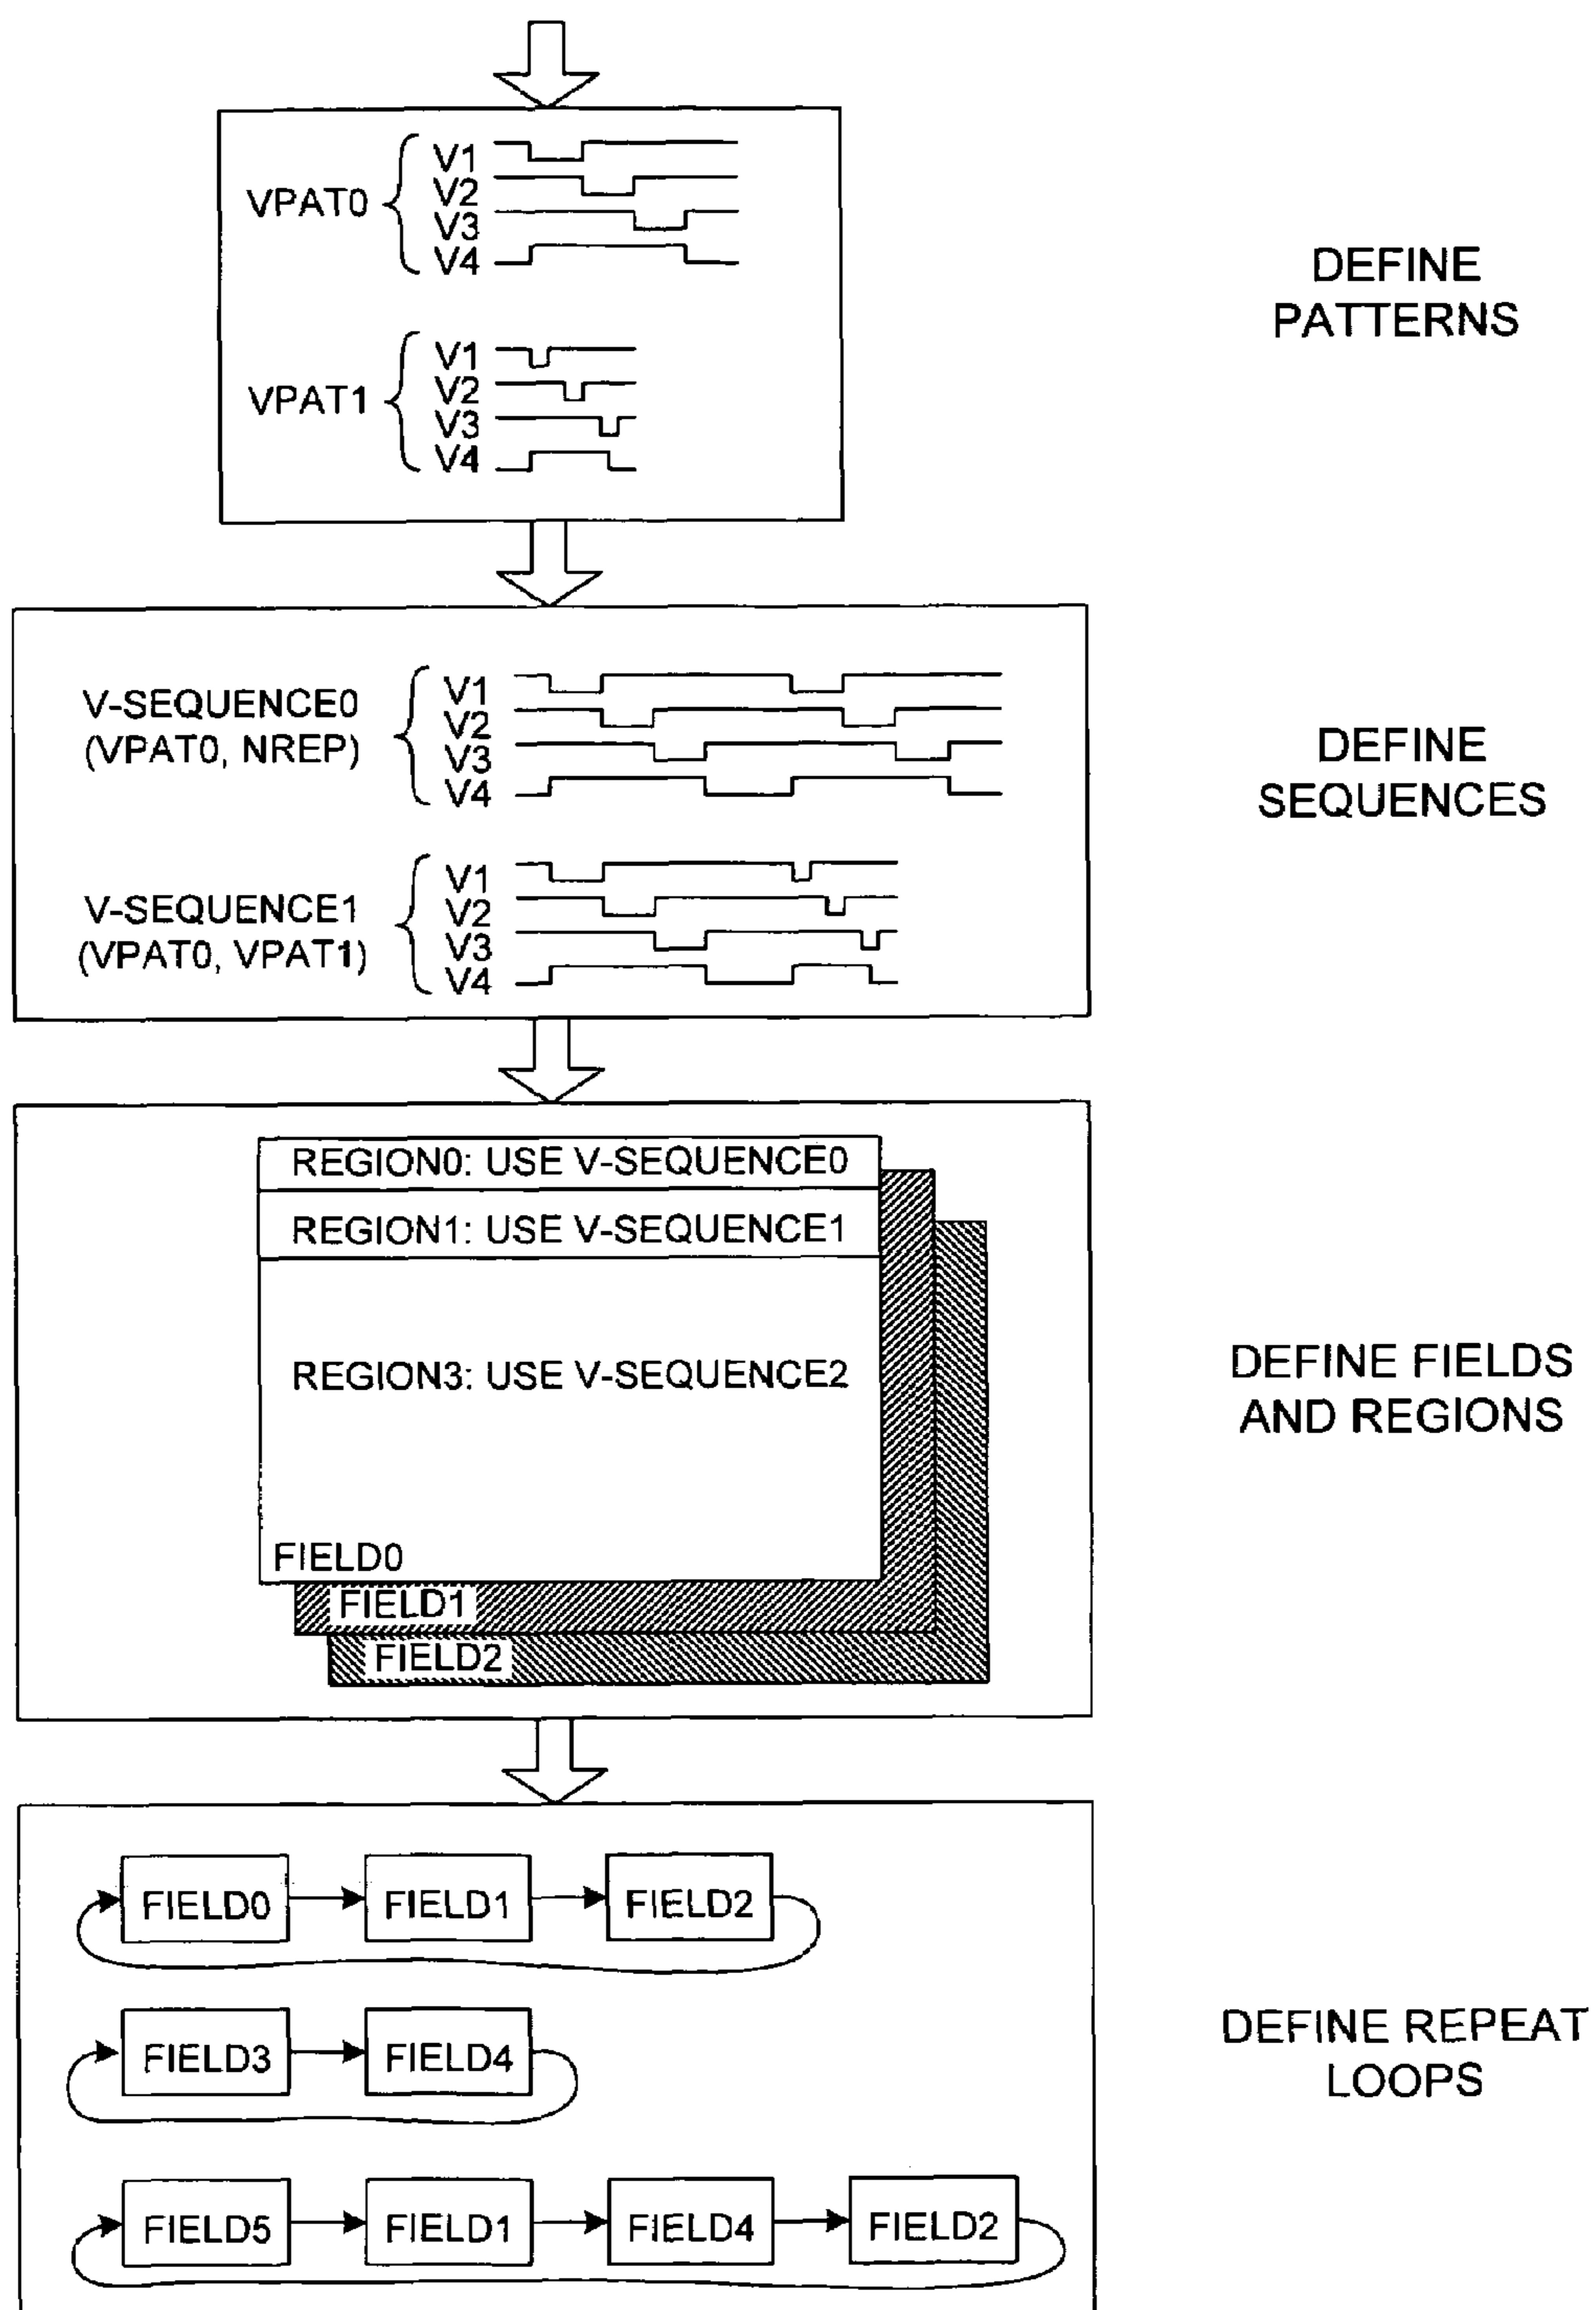 VPAT0
V1
V2
V3
V4
VPAT1
V1
V2
V3
V4
DEFINE
PATTERNS
V-SEQUENCE0
(VPAT0, NREP)
V1
V2
V3
V4
V-SEQUENCE1
(VPAT0, VPAT1)
V1
V2
V3
V4
DEFINE
SEQUENCES
REGION0: USE V-SEQUENCE0
REGION1: USE V-SEQUENCE1
REGION3: USE V-SEQUENCE2
FIELD0
FIELD1
FIELD2
DEFINE FIELDS
AND REGIONS
FIELD0
FIELD1
FIELD2
FIELD3
FIELD4
FIELD5
FIELD1
FIELD4
FIELD2
DEFINE REPEAT
LOOPS